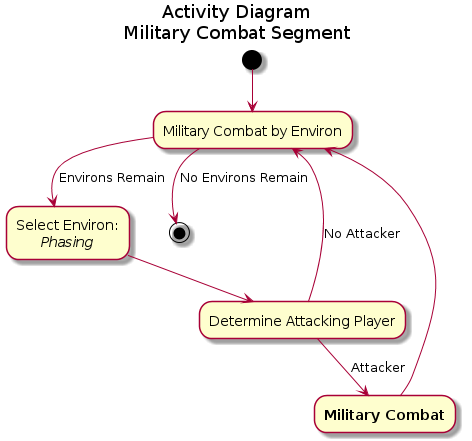 Activity Diagram
Military Combat Segment
Military Combat by Environ
Environs Remain
No Environs Remain
Select Environ:
Phasing
No Attacker
Determine Attacking Player
Attacker
Military Combat